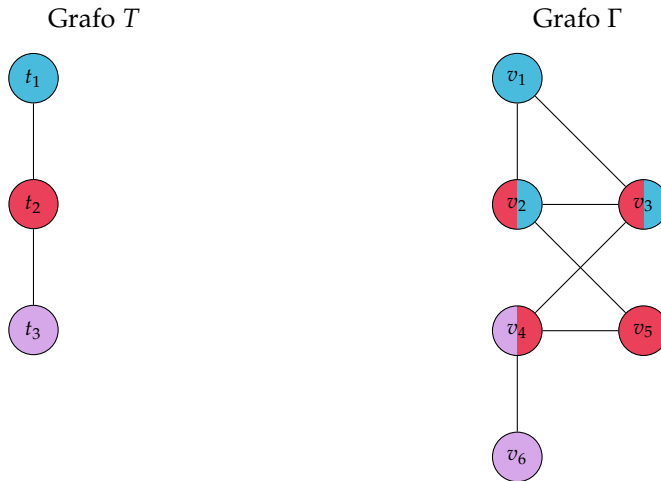 Grafo T Grafo Γ
t₁ v₁
t₂ v₂ v₃
t₃ v₄ v₅
v₆